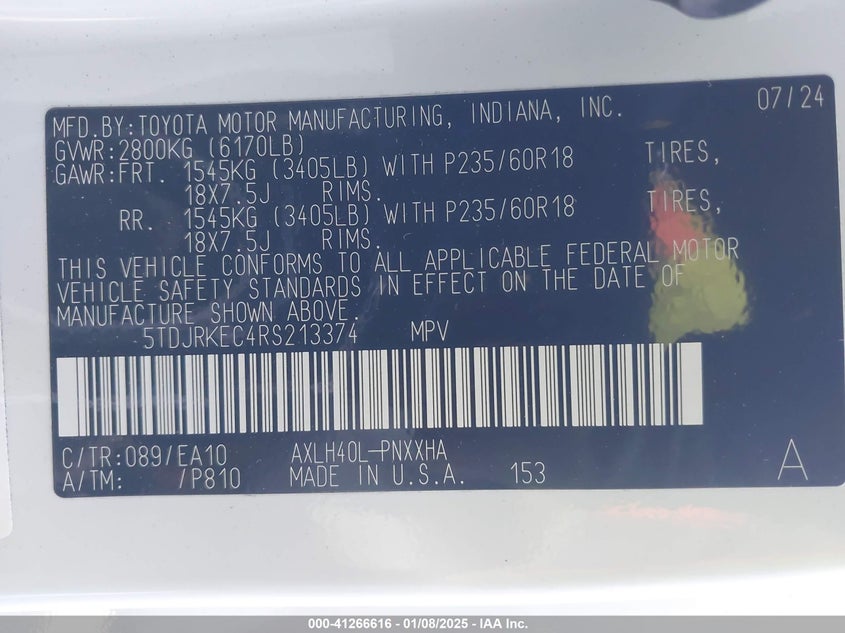 07/24
MFD.BY:TOYOTA MOTOR MANUFACTURING, INDIANA, INC.
GVWR:2800KG (6170LB)
GAWR:FRT. 1545KG (3405LB) WITH P235/60R18 TIRES,
18X7.5J RIMS.
RR. 1545KG (3405LB) WITH P235/60R18 TIRES,
18X7.5J RIMS.
THIS VEHICLE CONFORMS TO ALL APPLICABLE FEDERAL MOTOR
VEHICLE SAFETY STANDARDS IN EFFECT ON THE DATE OF
MANUFACTURE SHOWN ABOVE.
5TDJRKEC4RS213374 MPV
C/TR:089/EA10 AXLH40L-PNXXHA
A/TM: /P810 MADE IN U.S.A. 153
A
000-41266616 - 01/08/2025 - IAA Inc.